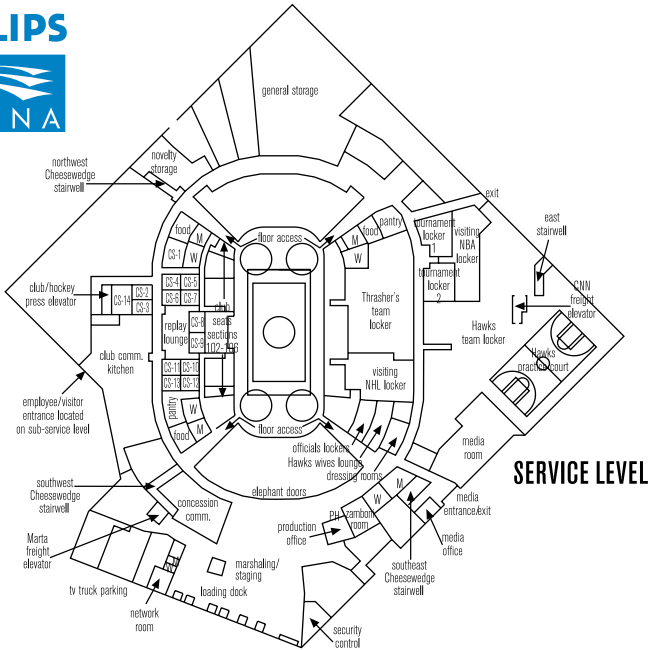 LIPS
NA
general storage
northwest
Cheesewedge
stairwell
novelty
storage
exit
east
stairwell
food
M
CS-1
W
floor access
M
W
food
pantry
tournament
locker
1
visiting
NBA
locker
tournament
locker
2
CNN
freight
elevator
club/hockey
press elevator
CS-14
CS-2
CS-3
CS-4
CS-5
CS-6
CS-7
replay
lounge
CS-8
CS-9
club
seats
sections
102-106
Thrasher's
team
locker
Hawks
team locker
Hawks
practice court
club comm.
kitchen
CS-11
CS-10
CS-13
CS-12
visiting
NHL locker
employee/visitor
entrance located
on sub-service level
pantry
W
M
food
floor access
officials lockers
Hawks wives lounge
dressing rooms
media
room
SERVICE LEVEL
southwest
Cheesewedge
stairwell
elephant doors
concession
comm.
M
W
PH
zamboni
room
production
office
media
entrance/exit
media
office
Marta
freight
elevator
marshaling/
staging
southeast
Cheesewedge
stairwell
tv truck parking
loading dock
network
room
security
control